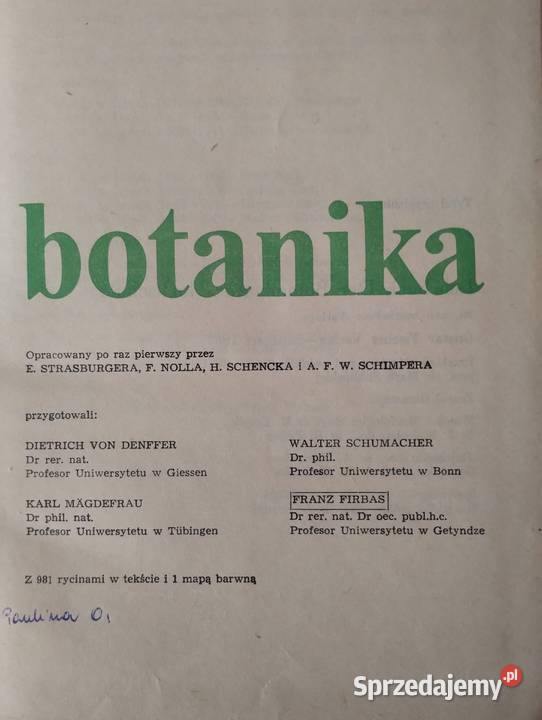 botanika
Opracowany po raz pierwszy przez
E. STRASBURGERA, F. NOLLA, H. SCHENCKA i A. F. W. SCHIMPERA
przygotowali:
DIETRICH VON DENFFER
Dr rer. nat.
Profesor Uniwersytetu w Giessen
WALTER SCHUMACHER
Dr. phil.
Profesor Uniwersytetu w Bonn
KARL MÄGDEFRAU
Dr phil. nat.
Profesor Uniwersytetu w Tübingen
FRANZ FIRBAS
Dr rer. nat. Dr oec. publ.h.c.
Profesor Uniwersytetu w Getyndze
Z 981 rycinami w tekście i 1 mapą barwną
Paulina O,
Sprzedajemy.pl